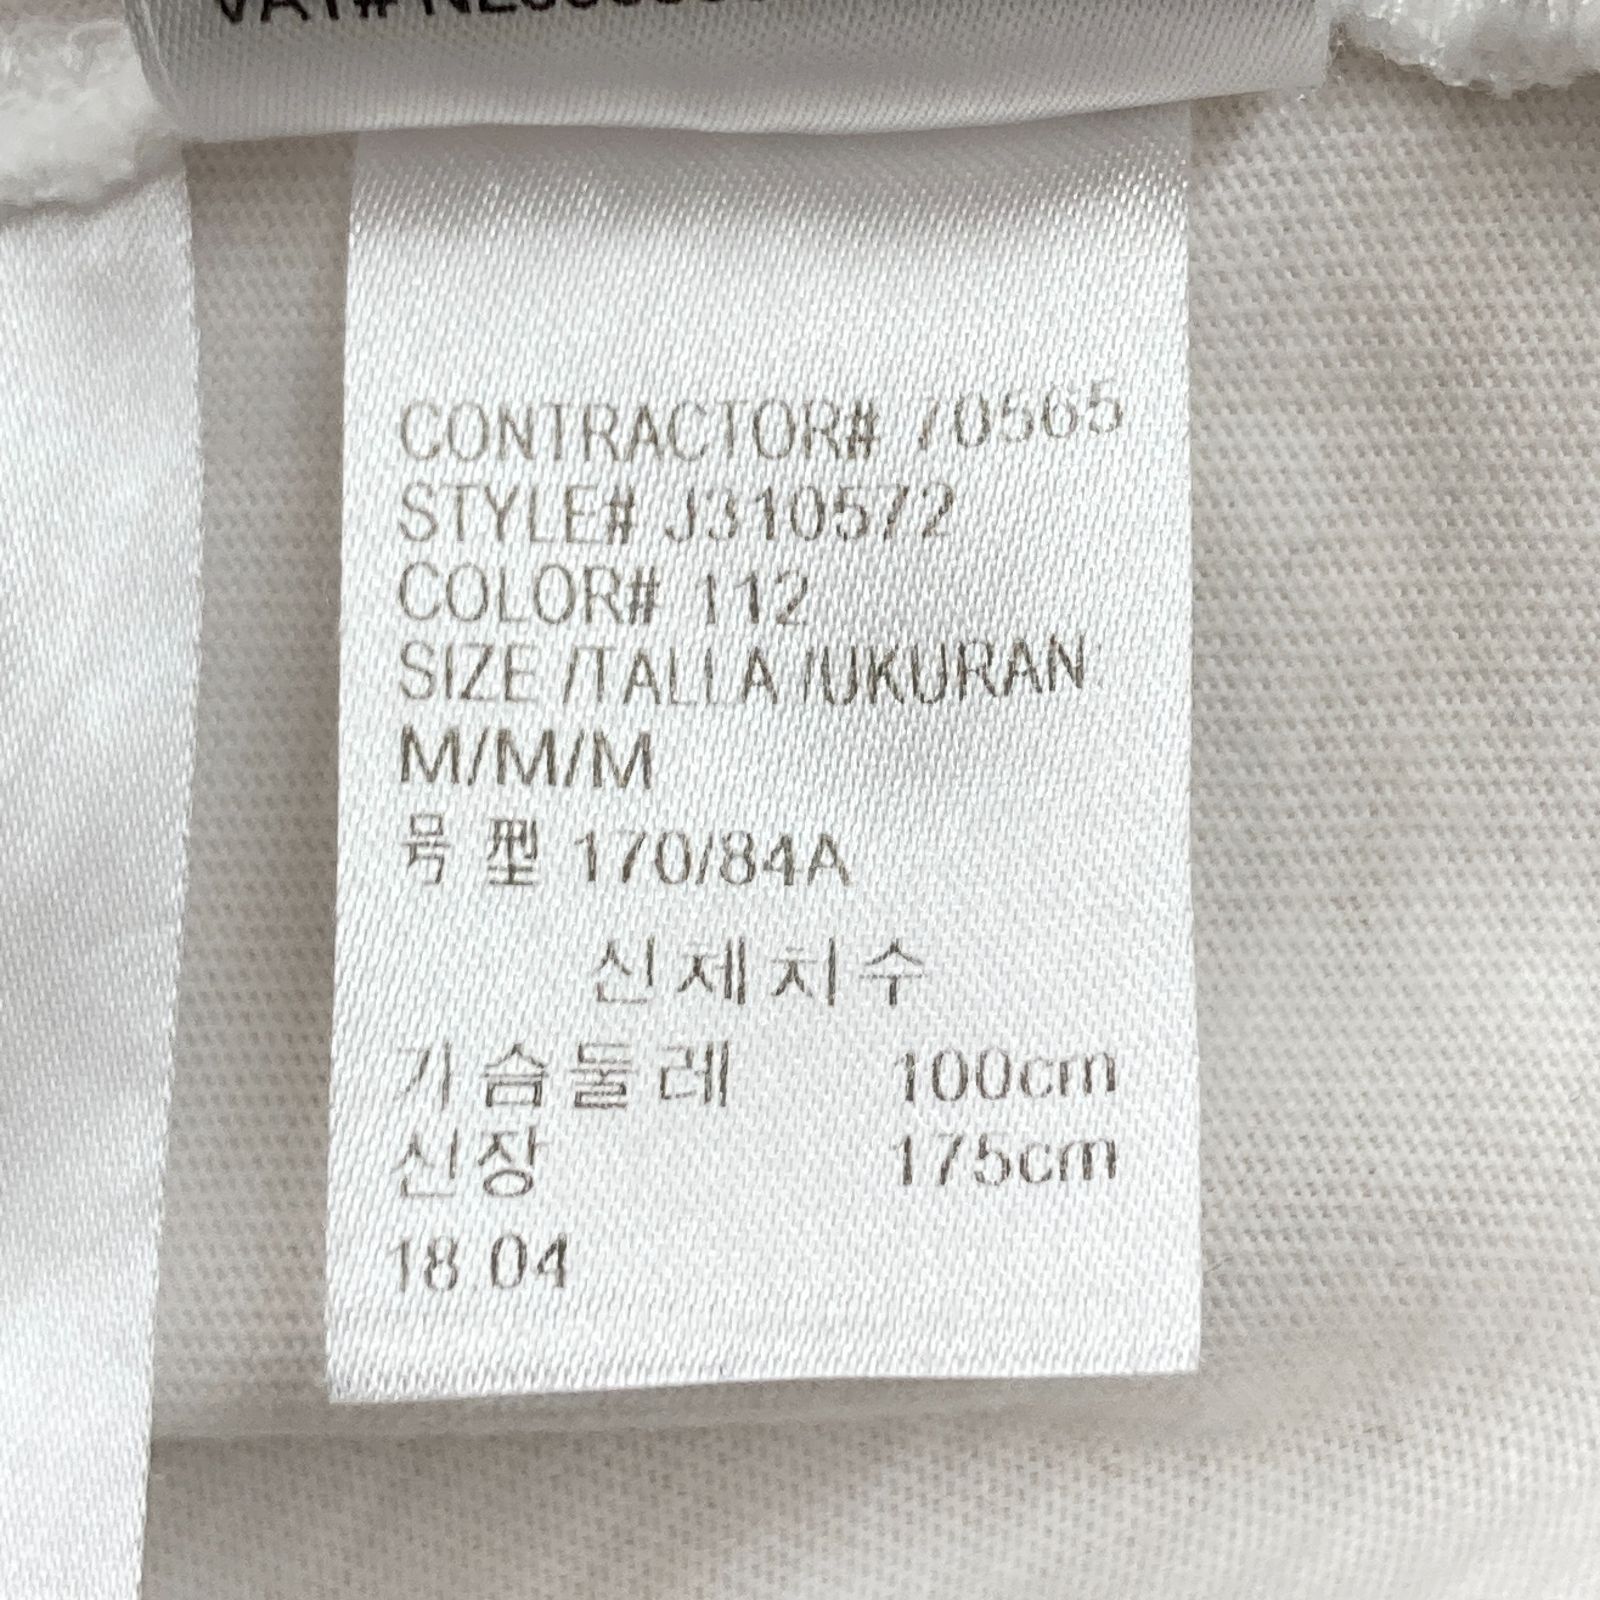 CONTRACTOR# 70565
STYLE# J310572
COLOR# 112
SIZE /TALLA /UKURAN
M/M/M
号 型 170/84A
신체치수
가슴둘레 100cm
신장 175cm
18.04